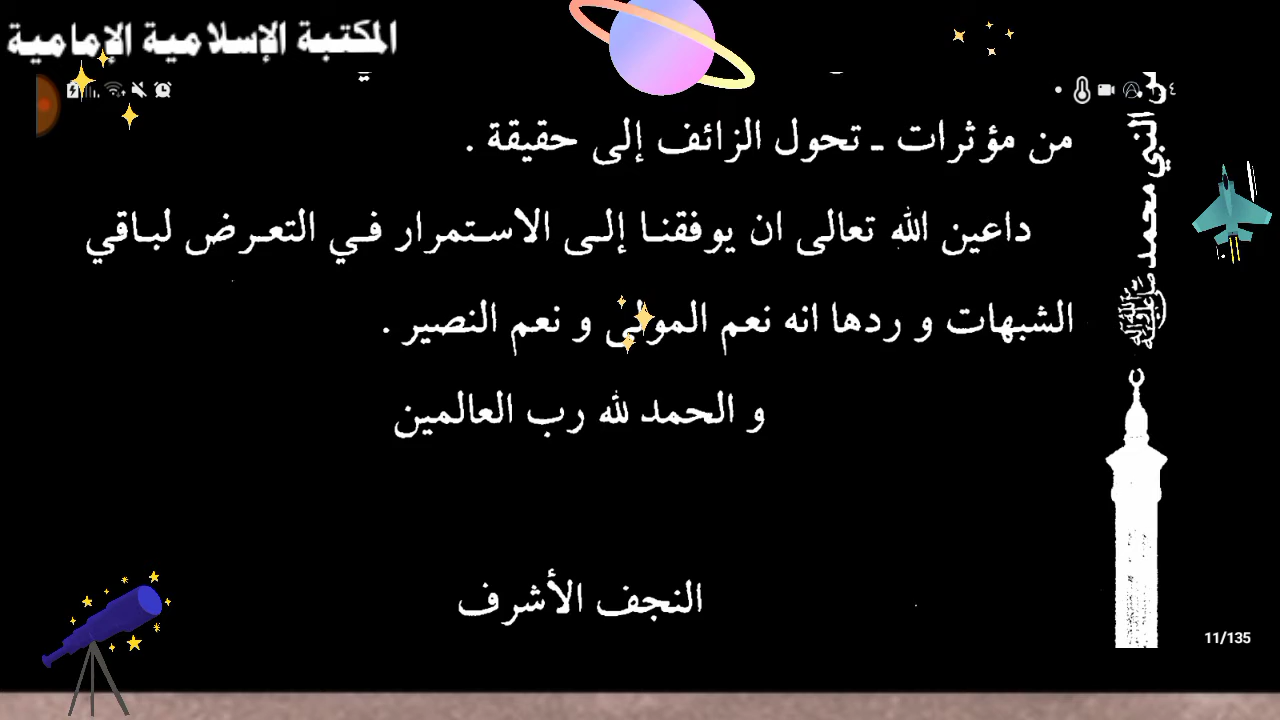 المكتبة الإسلامية الإمامية
من مؤثرات ـ تحول الزائف إلى حقيقة .
داعين الله تعالى ان يوفقنا إلى الاستمرار في التعرض لباقي
الشبهات و ردها انه نعم المولى و نعم النصير .
و الحمد لله رب العالمين
النجف الأشرف
النبي محمد صلى الله عليه وآله
11/135